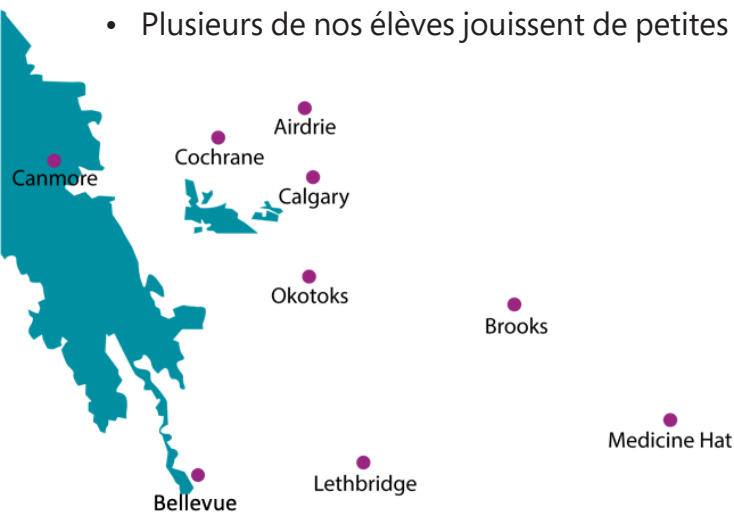 • Plusieurs de nos élèves jouissent de petites
Airdrie
Cochrane
Canmore
Calgary
Okotoks
Brooks
Medicine Hat
Lethbridge
Bellevue